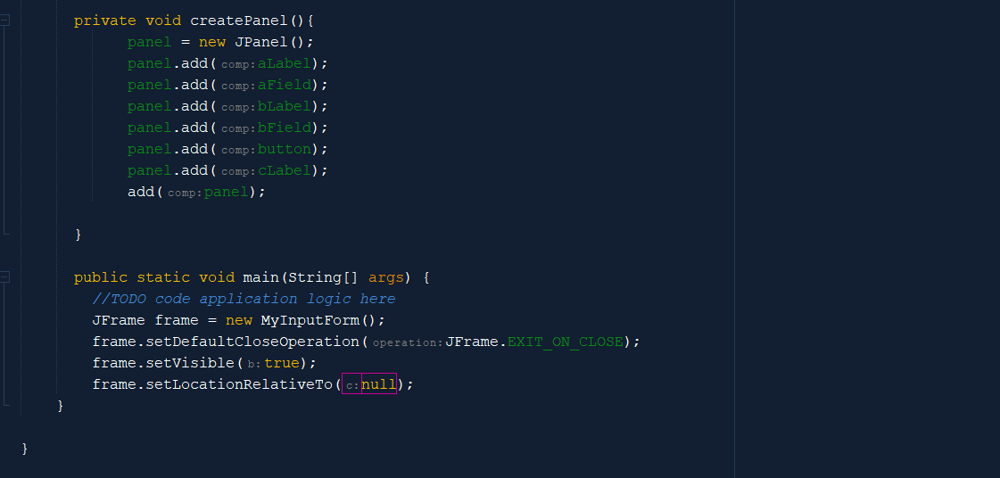 private void createPanel(){
panel = new JPanel();
panel.add(comp:aLabel);
panel.add(comp:aField);
panel.add(comp:bLabel);
panel.add(comp:bField);
panel.add(comp:button);
panel.add(comp:cLabel);
add(comp:panel);
}
public static void main(String[] args) {
//TODO code application logic here
JFrame frame = new MyInputForm();
frame.setDefaultCloseOperation(operation:JFrame.EXIT_ON_CLOSE);
frame.setVisible(b:true);
frame.setLocationRelativeTo(c:null);
}
}